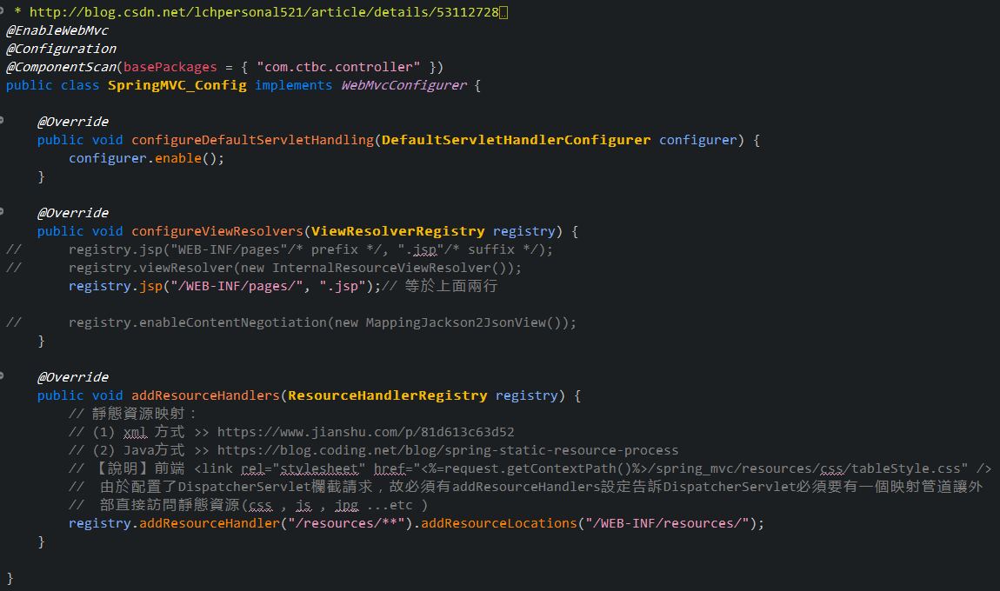 * http://blog.csdn.net/lchpersonal521/article/details/53112728
@EnableWebMvc
@Configuration
@ComponentScan(basePackages = { "com.ctbc.controller" })
public class SpringMVC_Config implements WebMvcConfigurer {
@Override
public void configureDefaultServletHandling(DefaultServletHandlerConfigurer configurer) {
configurer.enable();
}
@Override
public void configureViewResolvers(ViewResolverRegistry registry) {
// registry.jsp("WEB-INF/pages"/* prefix */, ".jsp"/* suffix */);
// registry.viewResolver(new InternalResourceViewResolver());
registry.jsp("/WEB-INF/pages/", ".jsp");// 等於上面兩行
// registry.enableContentNegotiation(new MappingJackson2JsonView());
}
@Override
public void addResourceHandlers(ResourceHandlerRegistry registry) {
// 靜態資源映射：
// (1) xml 方式 >> https://www.jianshu.com/p/81d613c63d52
// (2) Java方式 >> https://blog.coding.net/blog/spring-static-resource-process
// 【說明】前端 <link rel="stylesheet" href="<%=request.getContextPath()%>/spring_mvc/resources/css/tableStyle.css" />
// 由於配置了DispatcherServlet欄截請求，故必須有addResourceHandlers設定告訴DispatcherServlet必須要有一個映射管道讓外
// 部直接訪問靜態資源(css , js , jpg ...etc )
registry.addResourceHandler("/resources/**").addResourceLocations("/WEB-INF/resources/");
}
}